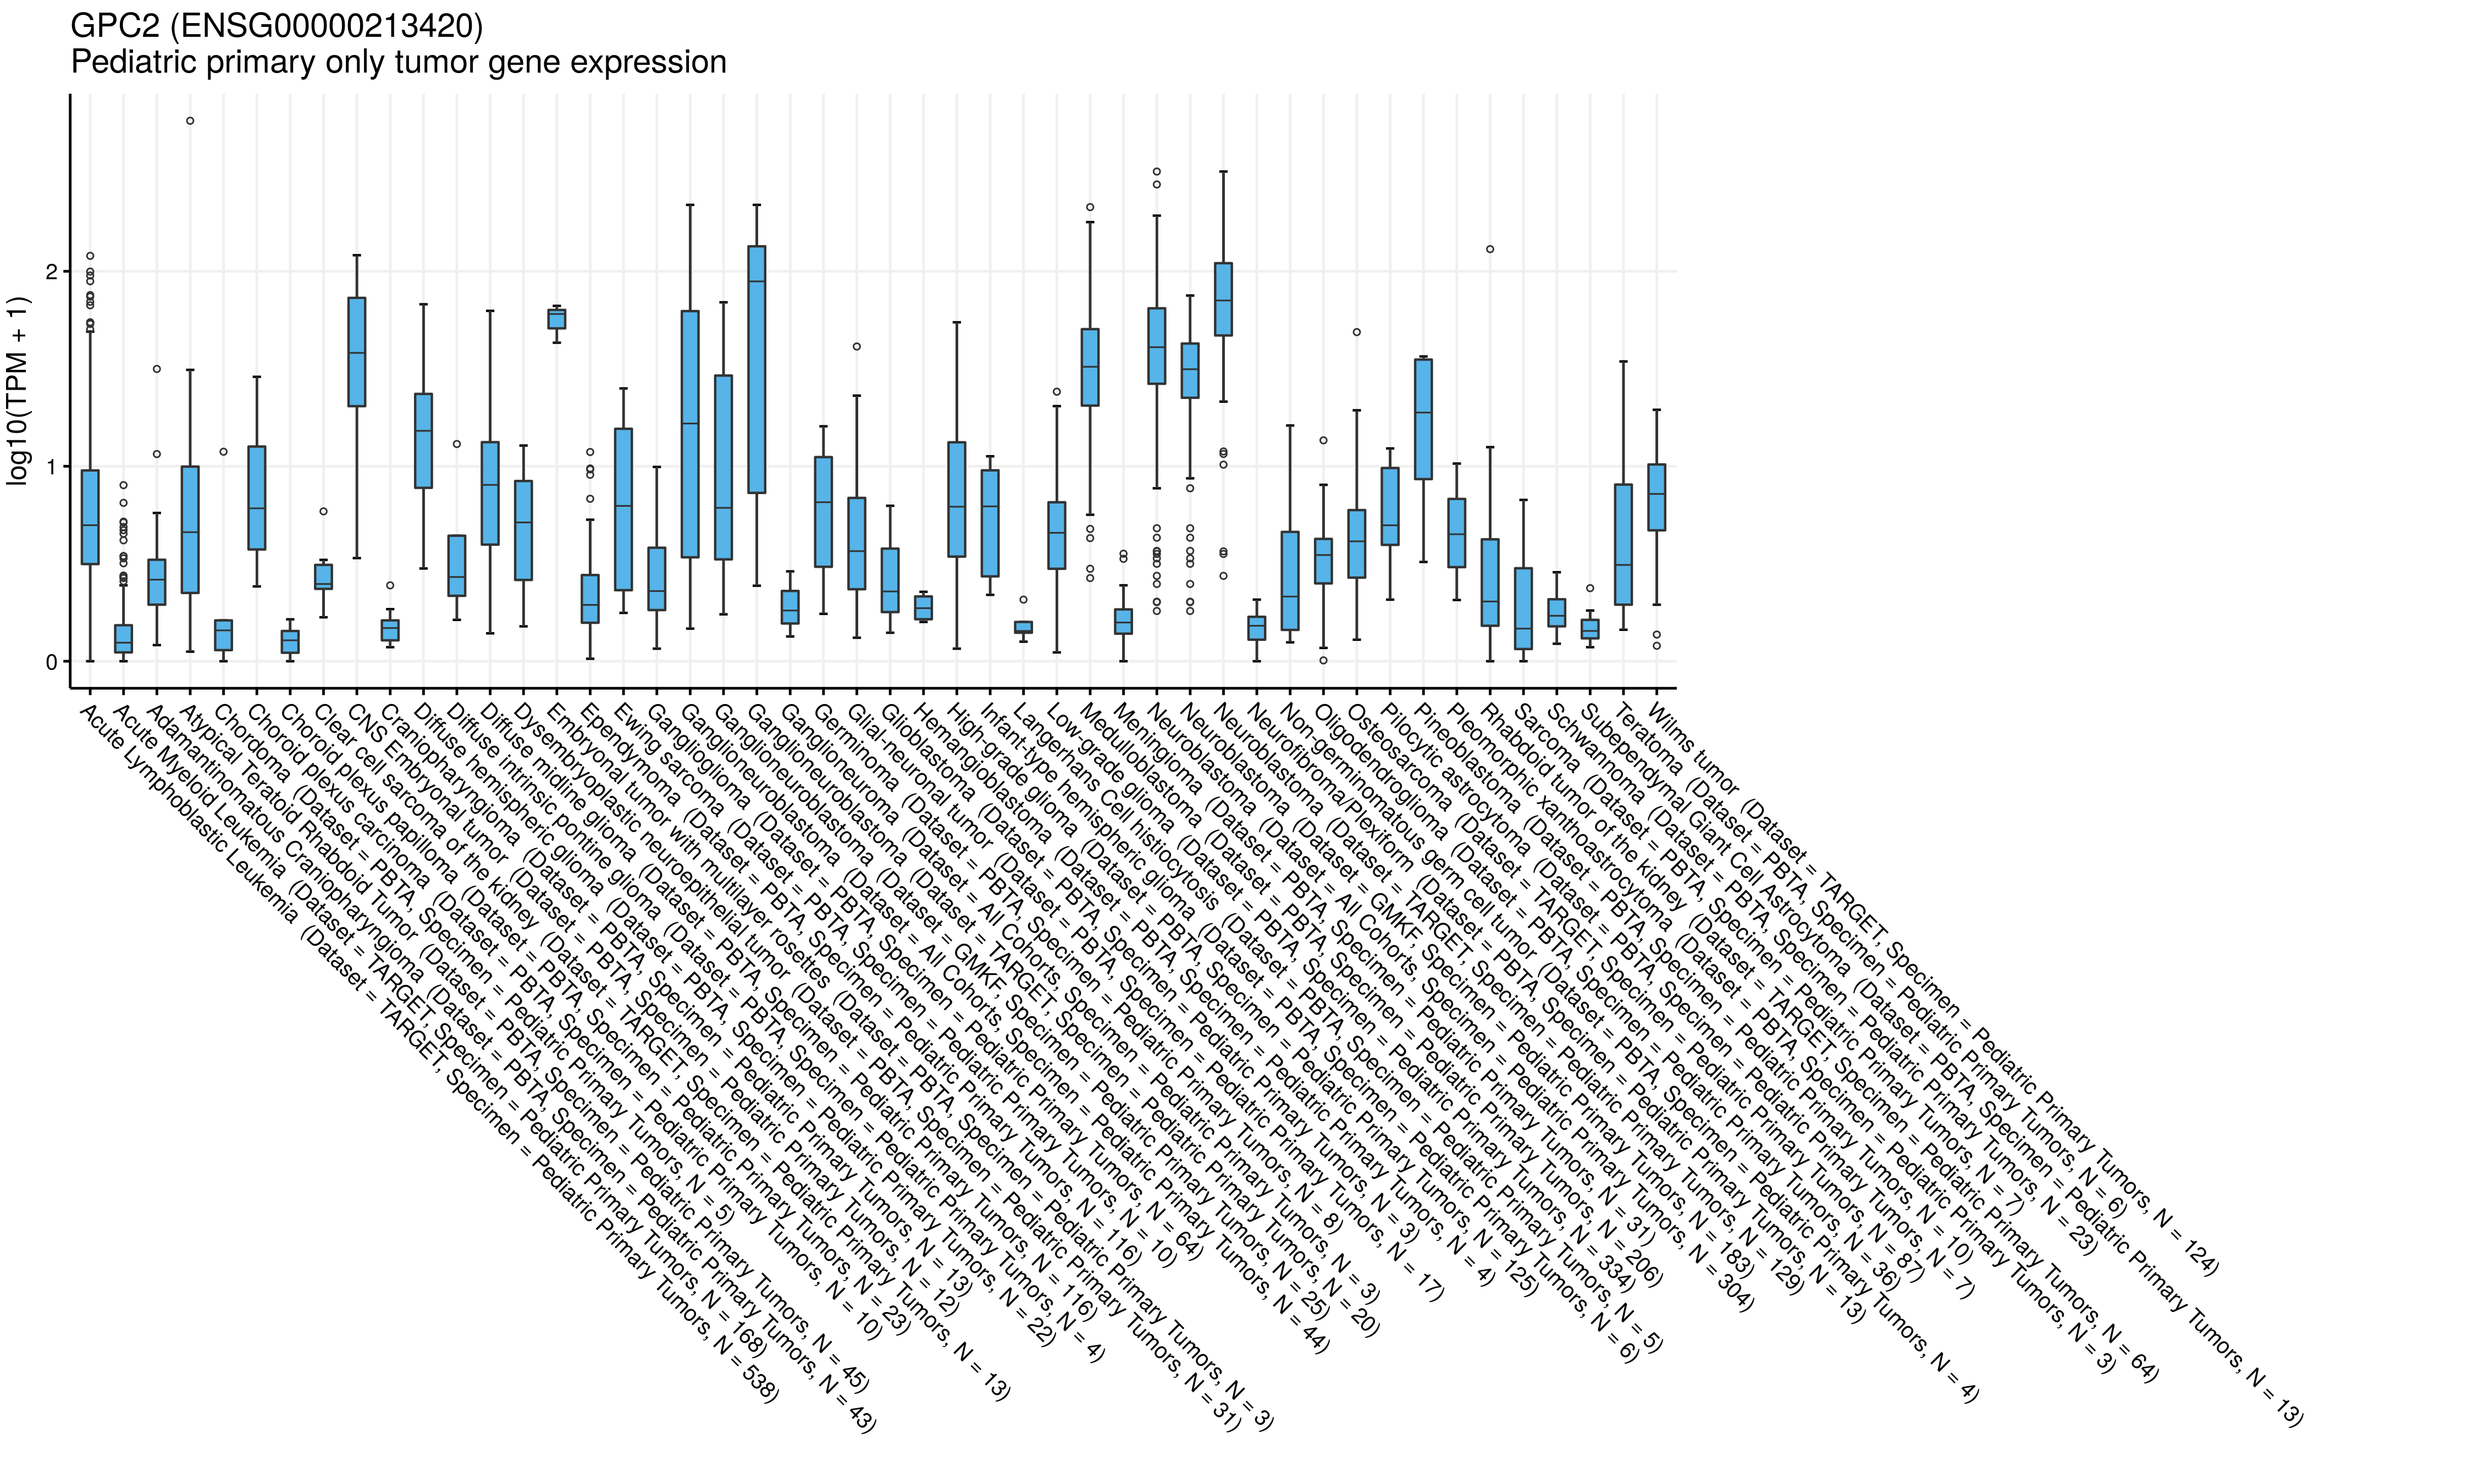 GPC2 (ENSG00000213420)
Pediatric primary only tumor gene expression
log10(TPM + 1)
2
1
0
Acute Lymphoblastic Leukemia (Dataset = TARGET, Specimen = Pediatric Primary Tumors, N = 538)
Acute Myeloid Leukemia (Dataset = TARGET, Specimen = Pediatric Primary Tumors, N = 168)
Adamantinomatous Craniopharyngioma (Dataset = PBTA, Specimen = Pediatric Primary Tumors, N = 43)
Atypical Teratoid Rhabdoid Tumor (Dataset = PBTA, Specimen = Pediatric Primary Tumors, N = 45)
Chordoma (Dataset = PBTA, Specimen = Pediatric Primary Tumors, N = 5)
Choroid plexus carcinoma (Dataset = PBTA, Specimen = Pediatric Primary Tumors, N = 10)
Choroid plexus papilloma (Dataset = PBTA, Specimen = Pediatric Primary Tumors, N = 23)
Clear cell sarcoma of the kidney (Dataset = TARGET, Specimen = Pediatric Primary Tumors, N = 13)
CNS Embryonal tumor (Dataset = PBTA, Specimen = Pediatric Primary Tumors, N = 13)
Craniopharyngioma (Dataset = PBTA, Specimen = Pediatric Primary Tumors, N = 12)
Diffuse hemispheric glioma (Dataset = PBTA, Specimen = Pediatric Primary Tumors, N = 22)
Diffuse intrinsic pontine glioma (Dataset = PBTA, Specimen = Pediatric Primary Tumors, N = 4)
Diffuse midline glioma (Dataset = PBTA, Specimen = Pediatric Primary Tumors, N = 116)
Dysembryoplastic neuroepithelial tumor (Dataset = PBTA, Specimen = Pediatric Primary Tumors, N = 31)
Embryonal tumor with multilayer rosettes (Dataset = PBTA, Specimen = Pediatric Primary Tumors, N = 3)
Ependymoma (Dataset = PBTA, Specimen = Pediatric Primary Tumors, N = 116)
Ewing sarcoma (Dataset = PBTA, Specimen = Pediatric Primary Tumors, N = 10)
Ganglioglioma (Dataset = PBTA, Specimen = Pediatric Primary Tumors, N = 64)
Ganglioneuroblastoma (Dataset = All Cohorts, Specimen = Pediatric Primary Tumors, N = 44)
Ganglioneuroblastoma (Dataset = GMKF, Specimen = Pediatric Primary Tumors, N = 25)
Ganglioneuroblastoma (Dataset = TARGET, Specimen = Pediatric Primary Tumors, N = 20)
Ganglioneuroma (Dataset = All Cohorts, Specimen = Pediatric Primary Tumors, N = 3)
Germinoma (Dataset = PBTA, Specimen = Pediatric Primary Tumors, N = 8)
Glial-neuronal tumor (Dataset = PBTA, Specimen = Pediatric Primary Tumors, N = 17)
Glioblastoma (Dataset = PBTA, Specimen = Pediatric Primary Tumors, N = 3)
Hemangioblastoma (Dataset = PBTA, Specimen = Pediatric Primary Tumors, N = 4)
High-grade glioma (Dataset = PBTA, Specimen = Pediatric Primary Tumors, N = 125)
Infant-type hemispheric glioma (Dataset = PBTA, Specimen = Pediatric Primary Tumors, N = 6)
Langerhans Cell histiocytosis (Dataset = PBTA, Specimen = Pediatric Primary Tumors, N = 5)
Low-grade glioma (Dataset = PBTA, Specimen = Pediatric Primary Tumors, N = 334)
Medulloblastoma (Dataset = PBTA, Specimen = Pediatric Primary Tumors, N = 206)
Meningioma (Dataset = PBTA, Specimen = Pediatric Primary Tumors, N = 31)
Neuroblastoma (Dataset = All Cohorts, Specimen = Pediatric Primary Tumors, N = 304)
Neuroblastoma (Dataset = GMKF, Specimen = Pediatric Primary Tumors, N = 183)
Neuroblastoma (Dataset = TARGET, Specimen = Pediatric Primary Tumors, N = 129)
Neurofibroma/Plexiform (Dataset = PBTA, Specimen = Pediatric Primary Tumors, N = 13)
Non-germinomatous germ cell tumor (Dataset = PBTA, Specimen = Pediatric Primary Tumors, N = 4)
Oligodendroglioma (Dataset = PBTA, Specimen = Pediatric Primary Tumors, N = 36)
Osteosarcoma (Dataset = TARGET, Specimen = Pediatric Primary Tumors, N = 87)
Pilocytic astrocytoma (Dataset = PBTA, Specimen = Pediatric Primary Tumors, N = 7)
Pineoblastoma (Dataset = PBTA, Specimen = Pediatric Primary Tumors, N = 10)
Pleomorphic xanthoastrocytoma (Dataset = PBTA, Specimen = Pediatric Primary Tumors, N = 3)
Rhabdoid tumor of the kidney (Dataset = TARGET, Specimen = Pediatric Primary Tumors, N = 64)
Sarcoma (Dataset = PBTA, Specimen = Pediatric Primary Tumors, N = 7)
Schwannoma (Dataset = PBTA, Specimen = Pediatric Primary Tumors, N = 23)
Subependymal Giant Cell Astrocytoma (Dataset = PBTA, Specimen = Pediatric Primary Tumors, N = 13)
Teratoma (Dataset = PBTA, Specimen = Pediatric Primary Tumors, N = 6)
Wilms tumor (Dataset = TARGET, Specimen = Pediatric Primary Tumors, N = 124)